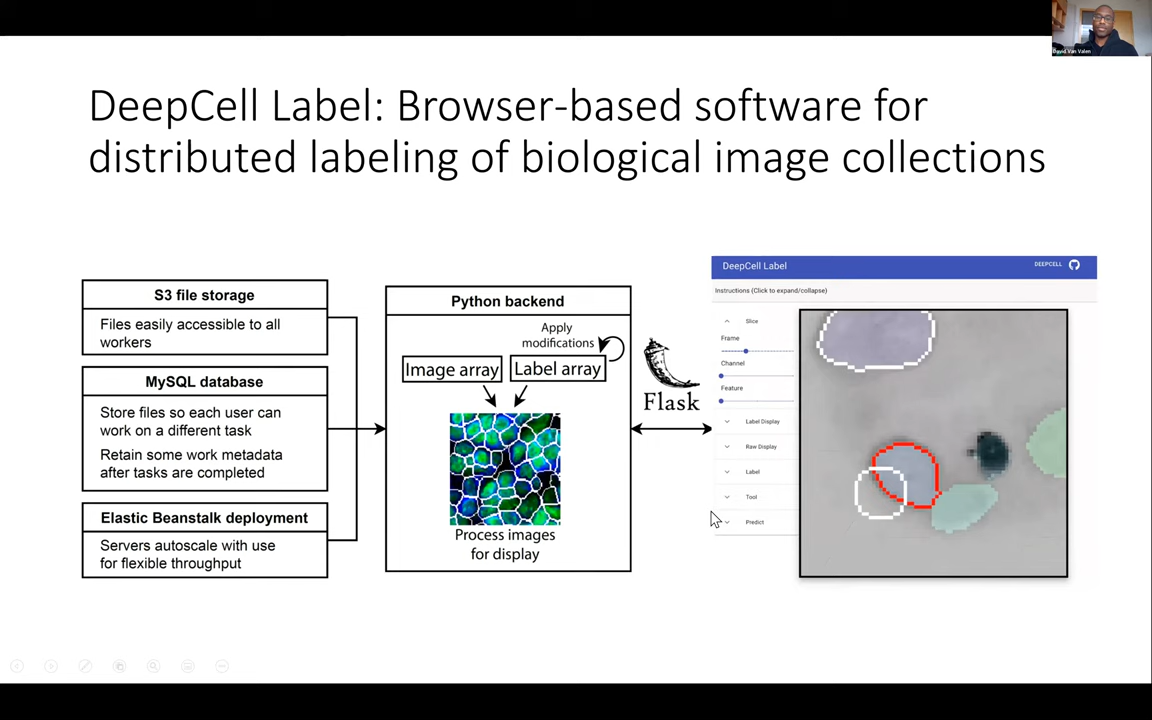 David Van Valen
DeepCell Label: Browser-based software for
distributed labeling of biological image collections
S3 file storage
Files easily accessible to all
workers
MySQL database
Store files so each user can
work on a different task
Retain some work metadata
after tasks are completed
Elastic Beanstalk deployment
Servers autoscale with use
for flexible throughput
Python backend
Apply
modifications
Image array
Label array
Process images
for display
Flask
DeepCell Label
DEEPCELL
Instructions (Click to expand/collapse)
Slice
Frame
Channel
Feature
Label Display
Raw Display
Label
Tool
Predict